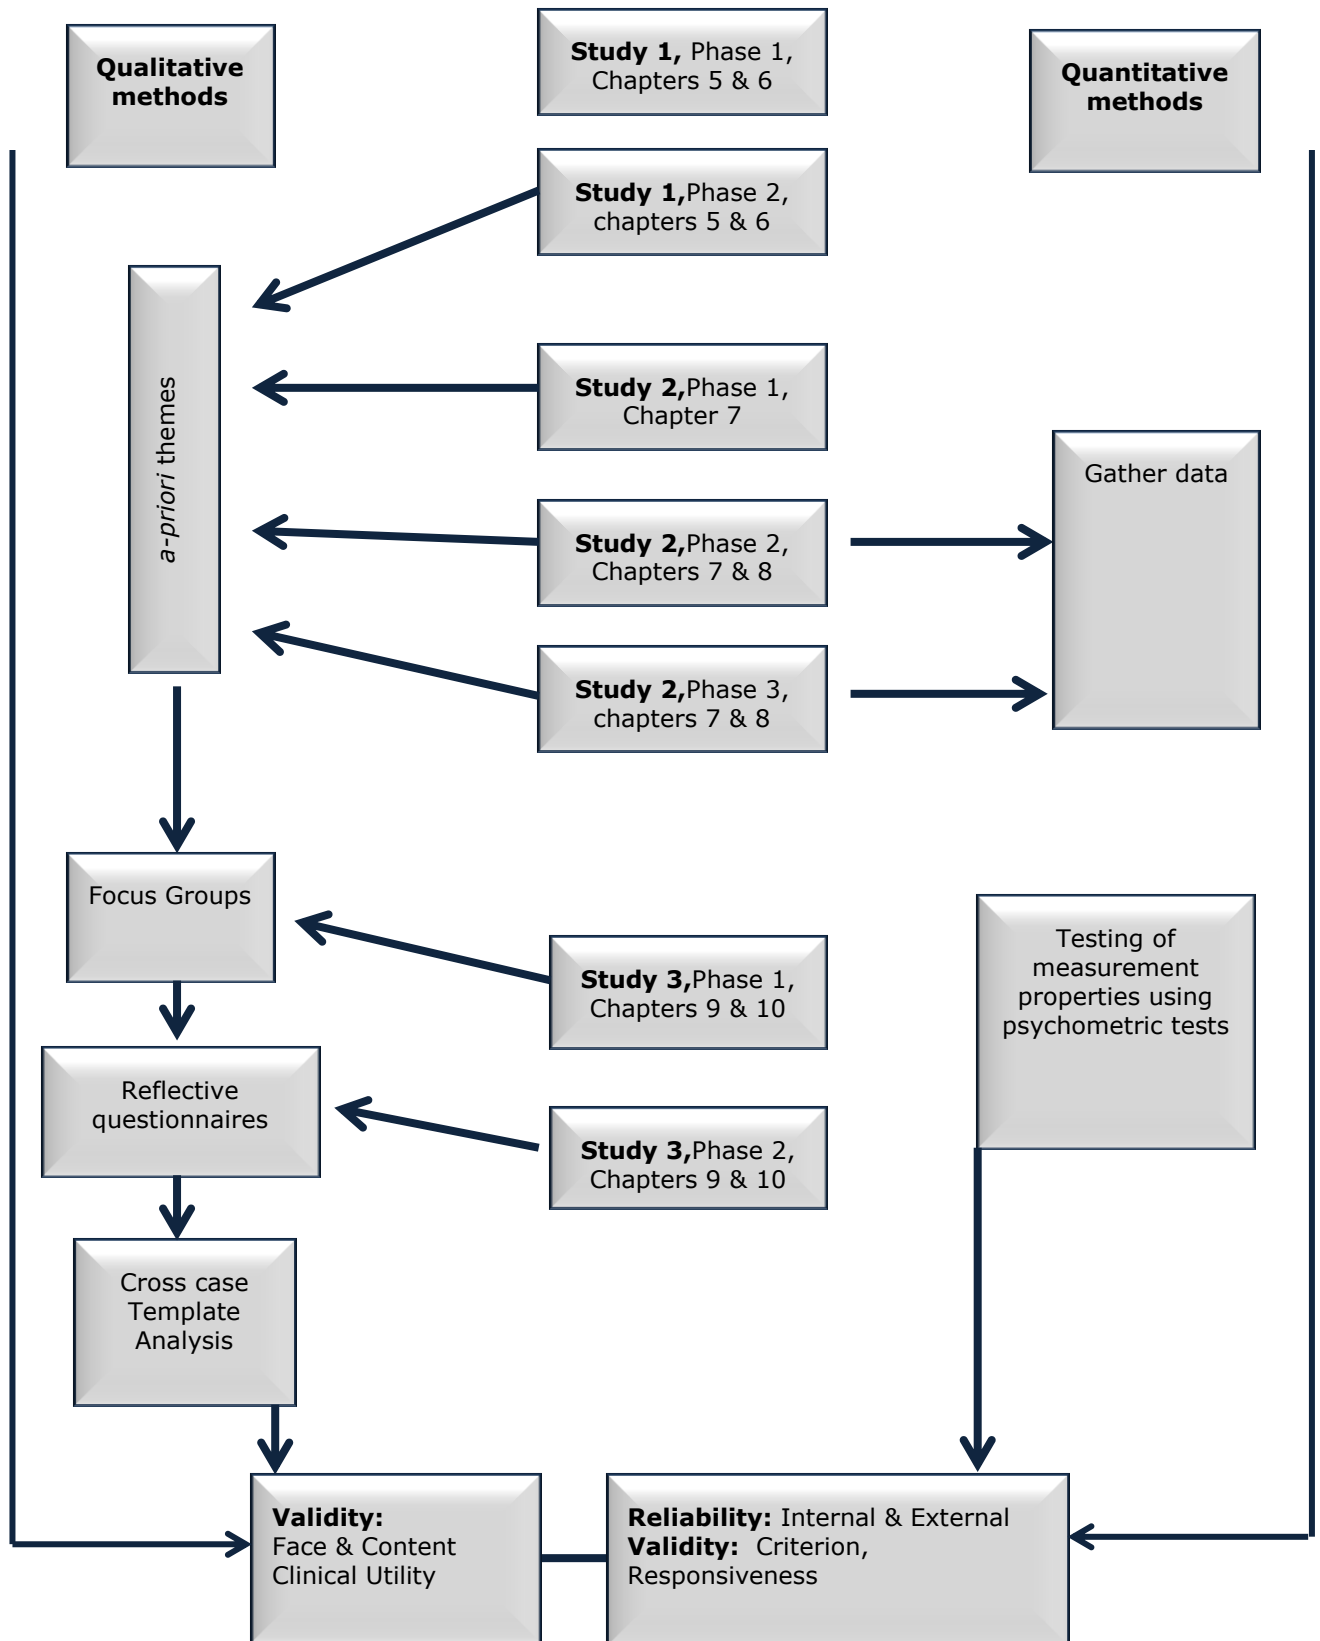 Qualitative
methods
Study 1, Phase 1,
Chapters 5 & 6
Quantitative
methods
Study 1,Phase 2,
chapters 5 & 6
a-priori themes
Study 2,Phase 1,
Chapter 7
Gather data
Study 2,Phase 2,
Chapters 7 & 8
Study 2,Phase 3,
chapters 7 & 8
Focus Groups
Testing of
measurement
properties using
psychometric tests
Study 3,Phase 1,
Chapters 9 & 10
Reflective
questionnaires
Study 3,Phase 2,
Chapters 9 & 10
Cross case
Template
Analysis
Validity:
Face & Content
Clinical Utility
Reliability: Internal & External
Validity: Criterion,
Responsiveness